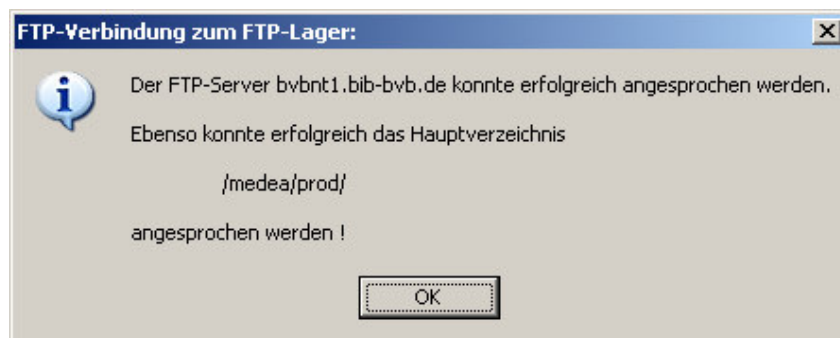 FTP-Verbindung zum FTP-Lager:
Der FTP-Server bvbnt1.bib-bvb.de konnte erfolgreich angesprochen werden.
Ebenso konnte erfolgreich das Hauptverzeichnis
/medea/prod/
angesprochen werden !
OK